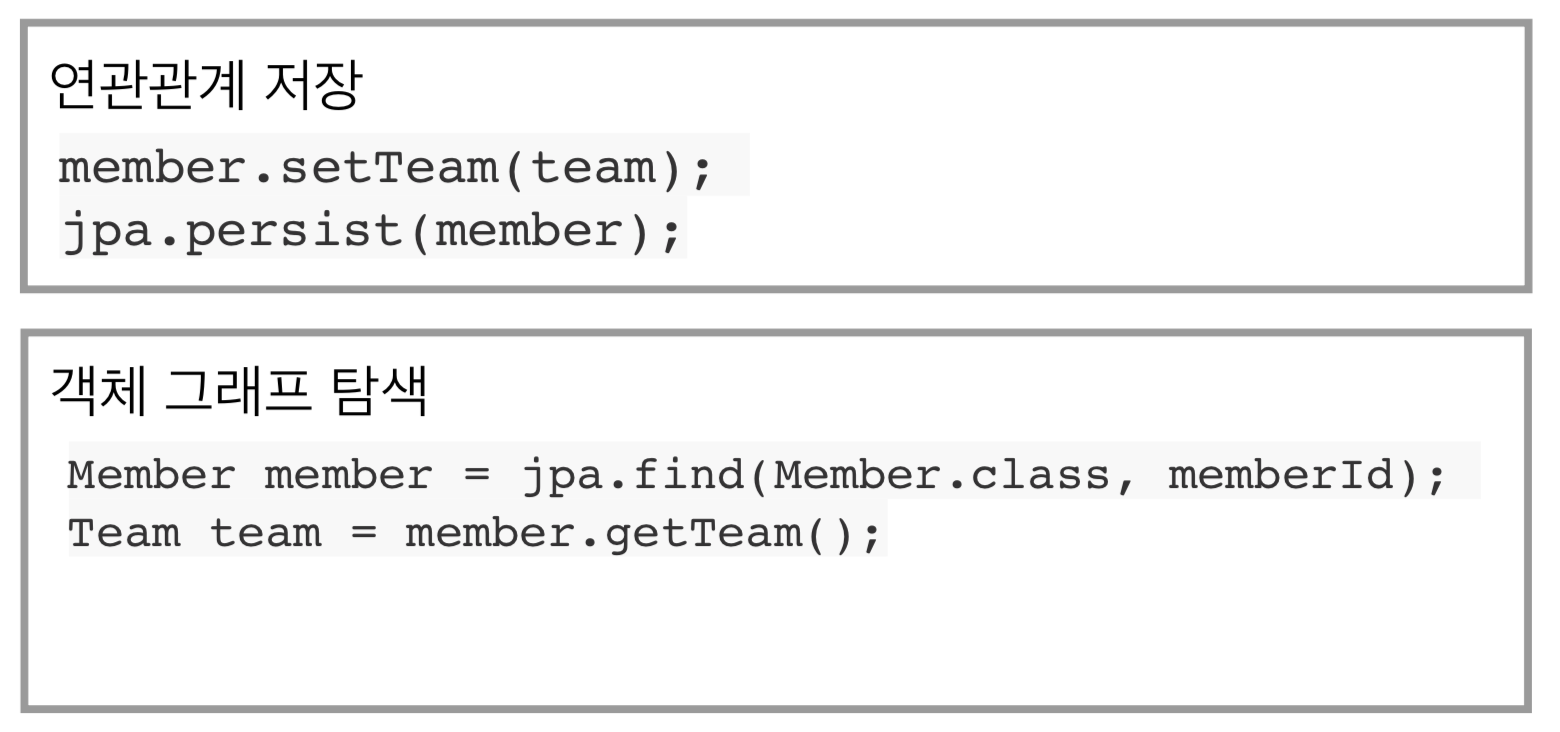 연관관계 저장
member.setTeam(team);
jpa.persist(member);
객체 그래프 탐색
Member member = jpa.find(Member.class, memberId);
Team team = member.getTeam();